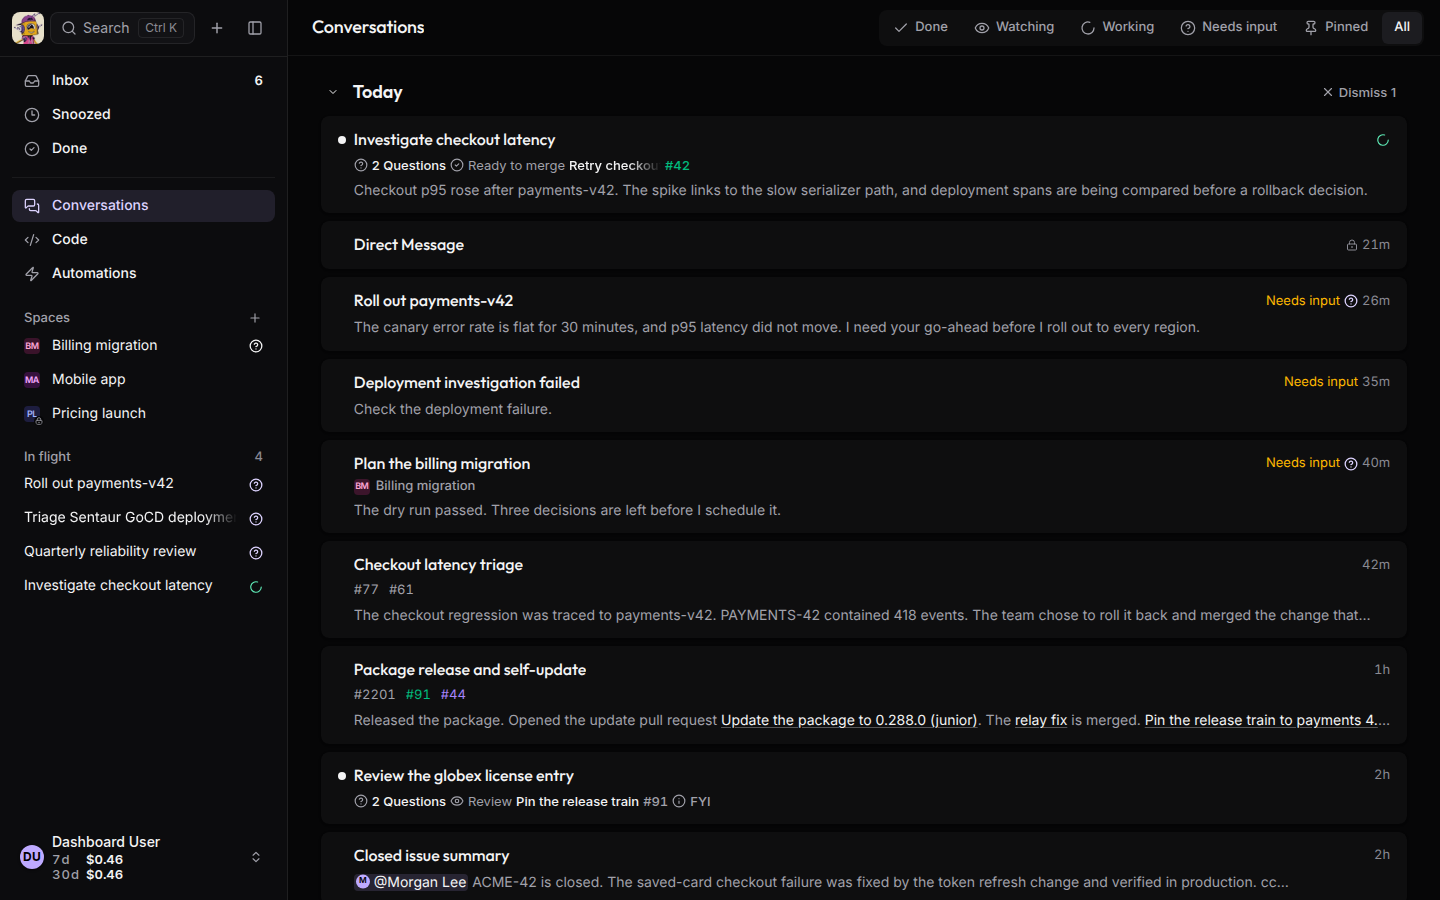 Search Ctrl K
Inbox 6
Snoozed
Done
Conversations
Code
Automations
Spaces
BM Billing migration
MA Mobile app
PL Pricing launch
In flight 4
Roll out payments-v42
Triage Sentaur GoCD deployme
Quarterly reliability review
Investigate checkout latency
DU Dashboard User
7d $0.46
30d $0.46
Conversations
Done Watching Working Needs input Pinned All
Today Dismiss 1
Investigate checkout latency
2 Questions Ready to merge Retry checkou #42
Checkout p95 rose after payments-v42. The spike links to the slow serializer path, and deployment spans are being compared before a rollback decision.
Direct Message 21m
Roll out payments-v42 Needs input 26m
The canary error rate is flat for 30 minutes, and p95 latency did not move. I need your go-ahead before I roll out to every region.
Deployment investigation failed Needs input 35m
Check the deployment failure.
Plan the billing migration Needs input 40m
BM Billing migration
The dry run passed. Three decisions are left before I schedule it.
Checkout latency triage 42m
#77 #61
The checkout regression was traced to payments-v42. PAYMENTS-42 contained 418 events. The team chose to roll it back and merged the change that...
Package release and self-update 1h
#2201 #91 #44
Released the package. Opened the update pull request Update the package to 0.288.0 (junior). The relay fix is merged. Pin the release train to payments 4....
Review the globex license entry 2h
2 Questions Review Pin the release train #91 FYI
Closed issue summary 2h
M @Morgan Lee ACME-42 is closed. The saved-card checkout failure was fixed by the token refresh change and verified in production. cc...